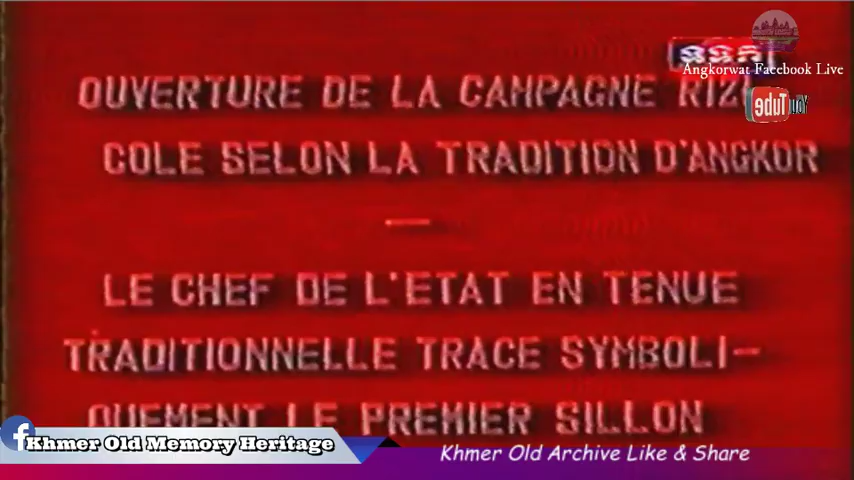 Angkorwat Facebook Live
OUVERTURE DE LA CAMPAGNE RIZI
YouTube
COLE SELON LA TRADITION D'ANGKOR
—
LE CHEF DE L'ETAT EN TENUE
TRADITIONNELLE TRACE SYMBOLI—
QUEMENT LE PREMIER SILLON
Khmer Old Memory Heritage
Khmer Old Archive Like & Share